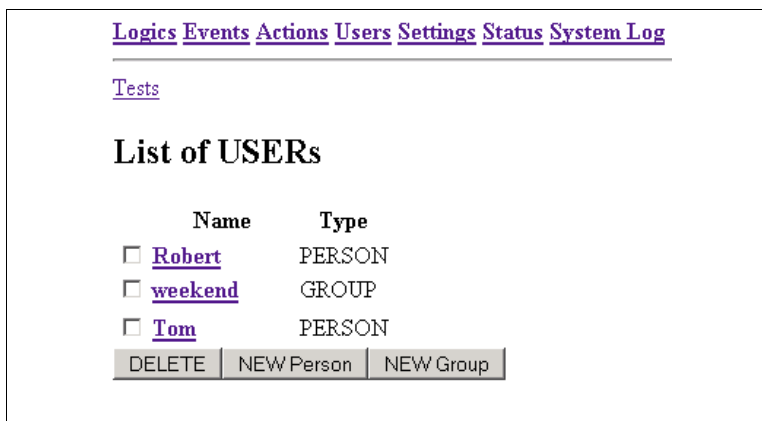 Logics Events Actions Users Settings Status System Log
Tests
List of USERs
Name Type
Robert PERSON
weekend GROUP
Tom PERSON
DELETE NEW Person NEW Group